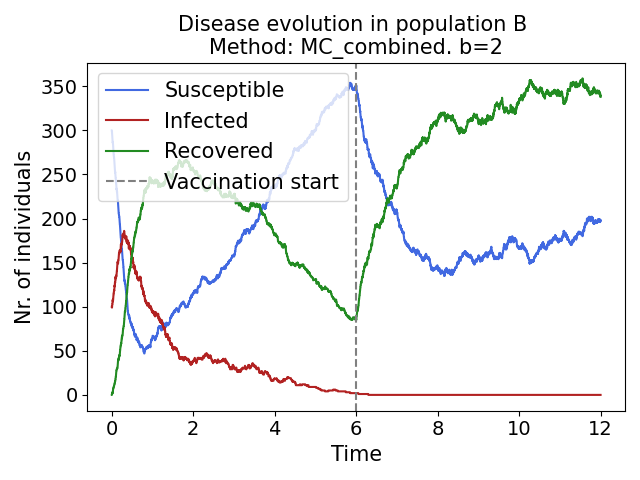 Disease evolution in population B
Method: MC_combined. b=2
Nr. of individuals
350
300
250
200
150
100
50
0
Susceptible
Infected
Recovered
Vaccination start
0 2 4 6 8 10 12
Time